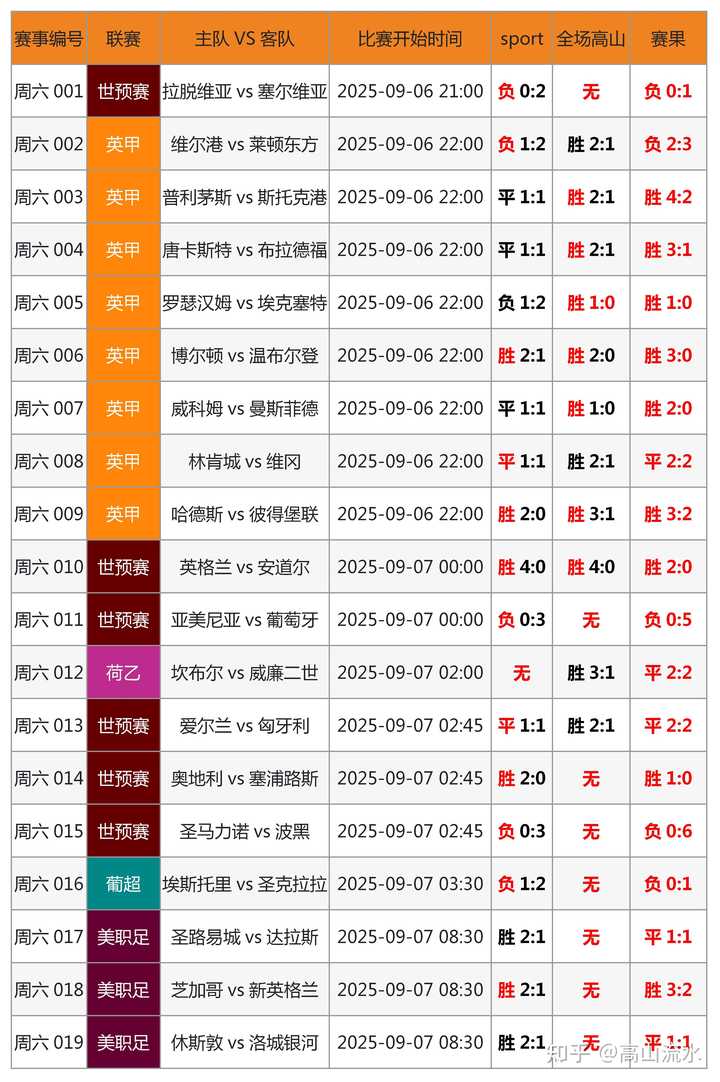 赛事编号 联赛 主队 VS 客队 比赛开始时间 sport 全场高山 赛果
周六 001 世预赛 拉脱维亚 vs 塞尔维亚 2025-09-06 21:00 负 0:2 无 负 0:1
周六 002 英甲 维尔港 vs 莱顿东方 2025-09-06 22:00 负 1:2 胜 2:1 负 2:3
周六 003 英甲 普利茅斯 vs 斯托克港 2025-09-06 22:00 平 1:1 胜 2:1 胜 4:2
周六 004 英甲 唐卡斯特 vs 布拉德福 2025-09-06 22:00 平 1:1 胜 2:1 胜 3:1
周六 005 英甲 罗瑟汉姆 vs 埃克塞特 2025-09-06 22:00 负 1:2 胜 1:0 胜 1:0
周六 006 英甲 博尔顿 vs 温布尔登 2025-09-06 22:00 胜 2:1 胜 2:0 胜 3:0
周六 007 英甲 威科姆 vs 曼斯菲德 2025-09-06 22:00 平 1:1 胜 1:0 胜 2:0
周六 008 英甲 林肯城 vs 维冈 2025-09-06 22:00 平 1:1 胜 2:1 平 2:2
周六 009 英甲 哈德斯 vs 彼得堡联 2025-09-06 22:00 胜 2:0 胜 3:1 胜 3:2
周六 010 世预赛 英格兰 vs 安道尔 2025-09-07 00:00 胜 4:0 胜 4:0 胜 2:0
周六 011 世预赛 亚美尼亚 vs 葡萄牙 2025-09-07 00:00 负 0:3 无 负 0:5
周六 012 荷乙 坎布尔 vs 威廉二世 2025-09-07 02:00 无 胜 3:1 平 2:2
周六 013 世预赛 爱尔兰 vs 匈牙利 2025-09-07 02:45 平 1:1 胜 2:1 平 2:2
周六 014 世预赛 奥地利 vs 塞浦路斯 2025-09-07 02:45 胜 2:0 无 胜 1:0
周六 015 世预赛 圣马力诺 vs 波黑 2025-09-07 02:45 负 0:3 无 负 0:6
周六 016 葡超 埃斯托里 vs 圣克拉拉 2025-09-07 03:30 负 1:2 无 负 0:1
周六 017 美职足 圣路易城 vs 达拉斯 2025-09-07 08:30 胜 2:1 无 平 1:1
周六 018 美职足 芝加哥 vs 新英格兰 2025-09-07 08:30 胜 2:1 无 胜 3:2
周六 019 美职足 休斯敦 vs 洛城银河 2025-09-07 08:30 胜 2:1 无 平 1:1
知乎 @高山流水